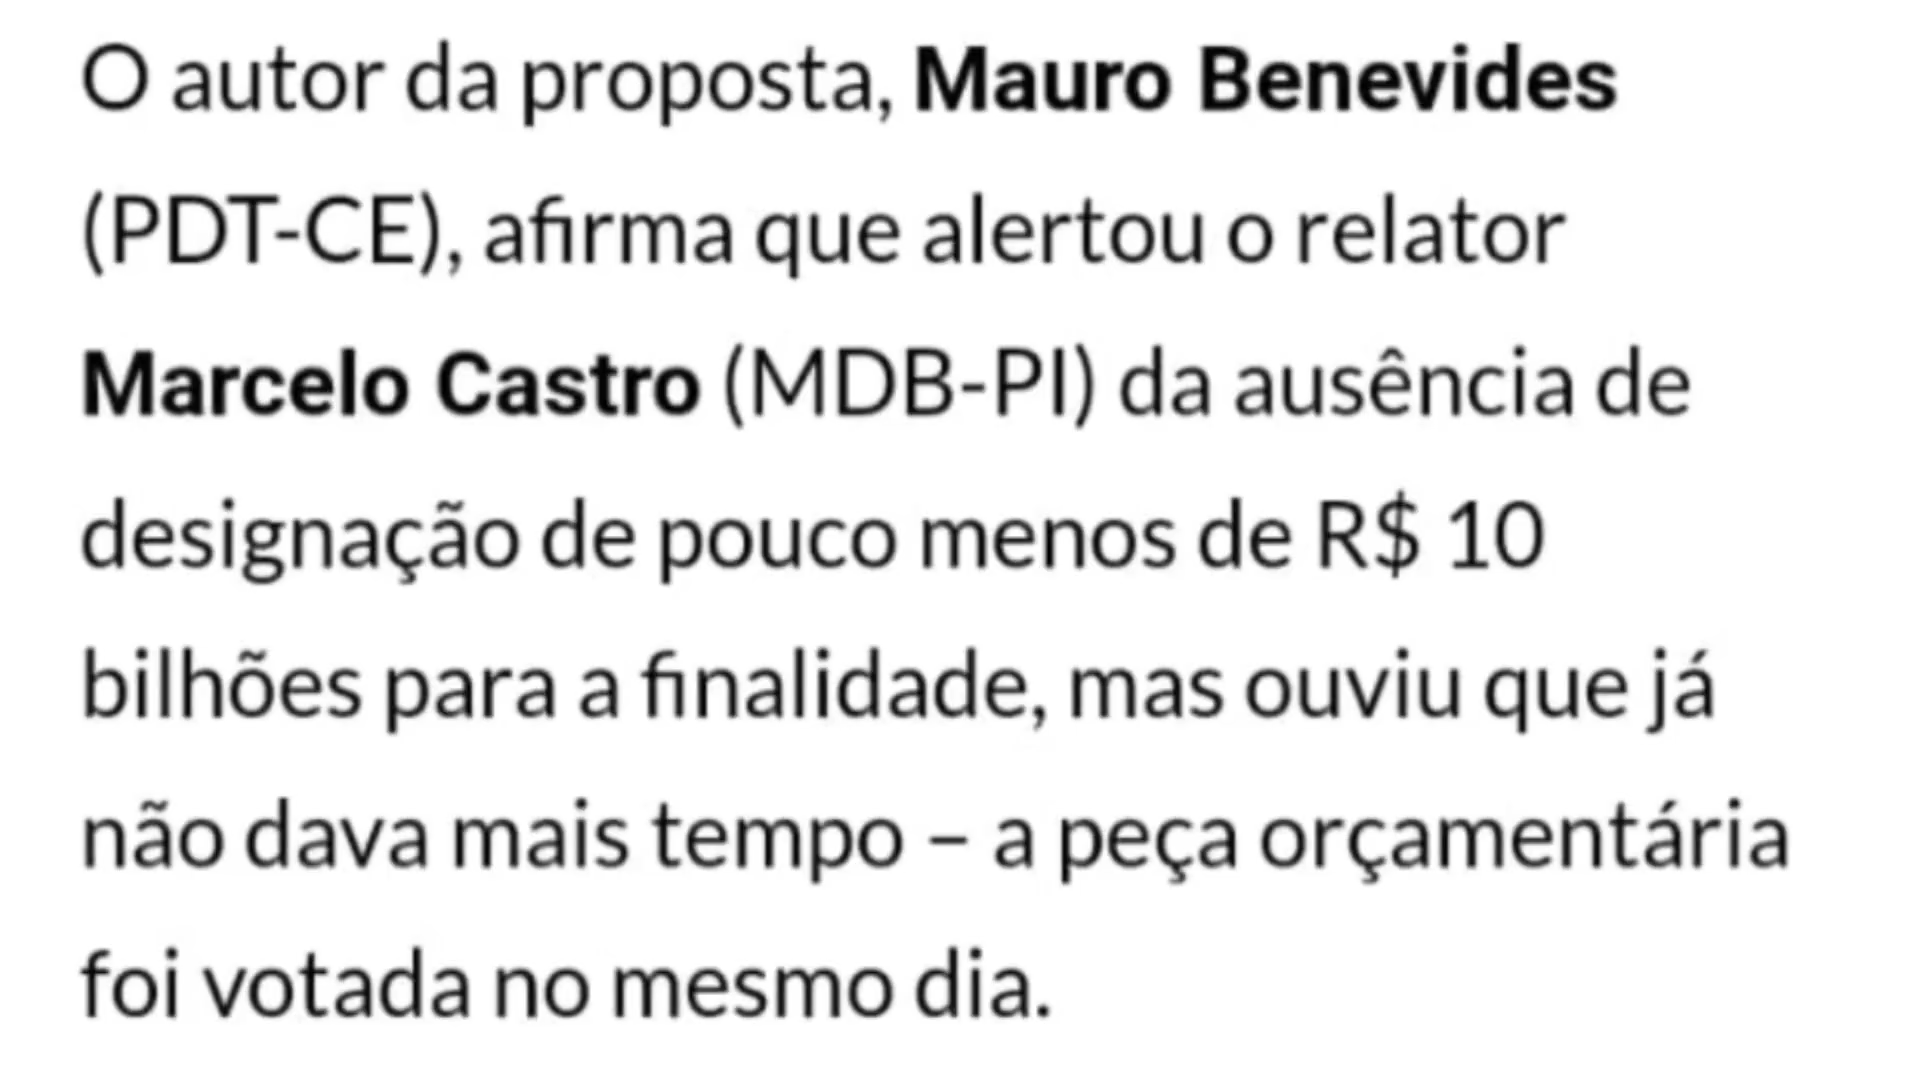 O autor da proposta, Mauro Benevides
(PDT-CE), afirma que alertou o relator
Marcelo Castro (MDB-PI) da ausência de
designação de pouco menos de R$ 10
bilhões para a finalidade, mas ouviu que já
não dava mais tempo – a peça orçamentária
foi votada no mesmo dia.